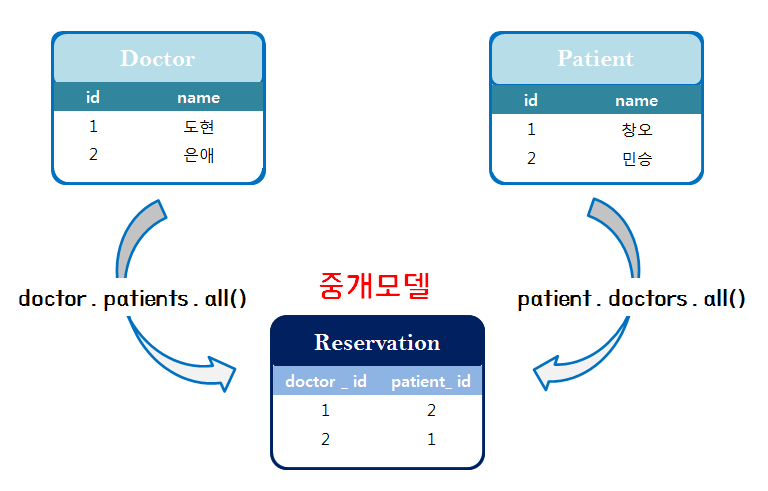 Doctor
id name
1 도현
2 은애
Patient
id name
1 창오
2 민승
doctor . patients . all()
patient . doctors . all()
중개모델
Reservation
doctor _ id patient_ id
1 2
2 1